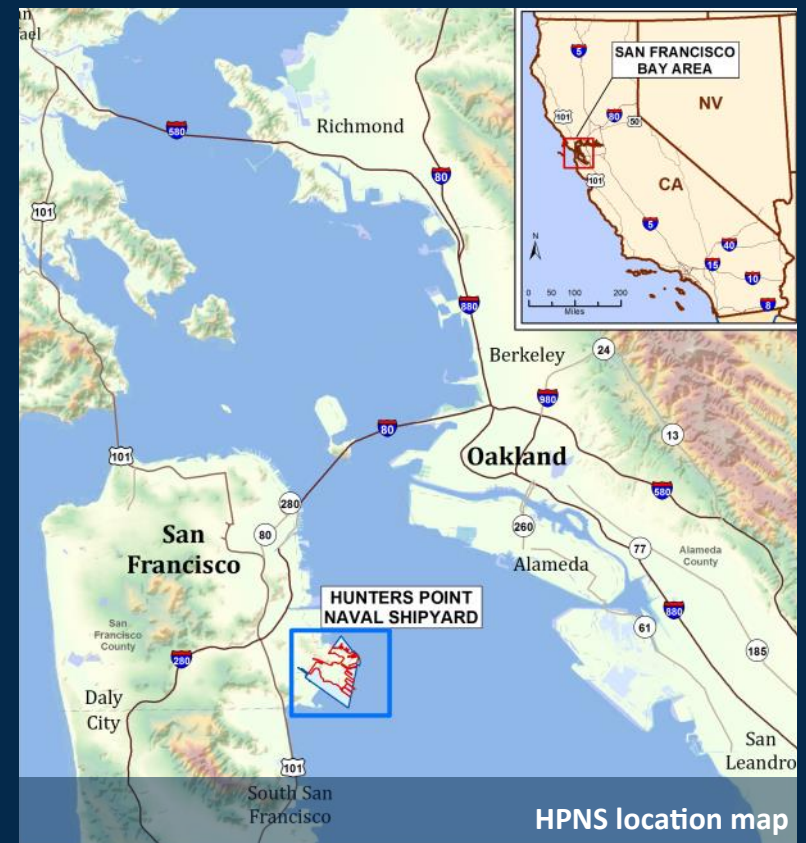 an
ael
580
Richmond
101
80
880
Berkeley
24
980
13
80
Oakland
101
280
80
580
San
Francisco
260
77
Alameda
County
Alameda
880
HUNTERS POINT
NAVAL SHIPYARD
San
Francisco
County
61
185
280
Daly
City
San
Leandro
101
South San
Francisco
HPNS location map
SAN FRANCISCO
BAY AREA
5
NV
101
80
50
101
CA
5
40
15
10
8
N
0 50 100 200
Miles